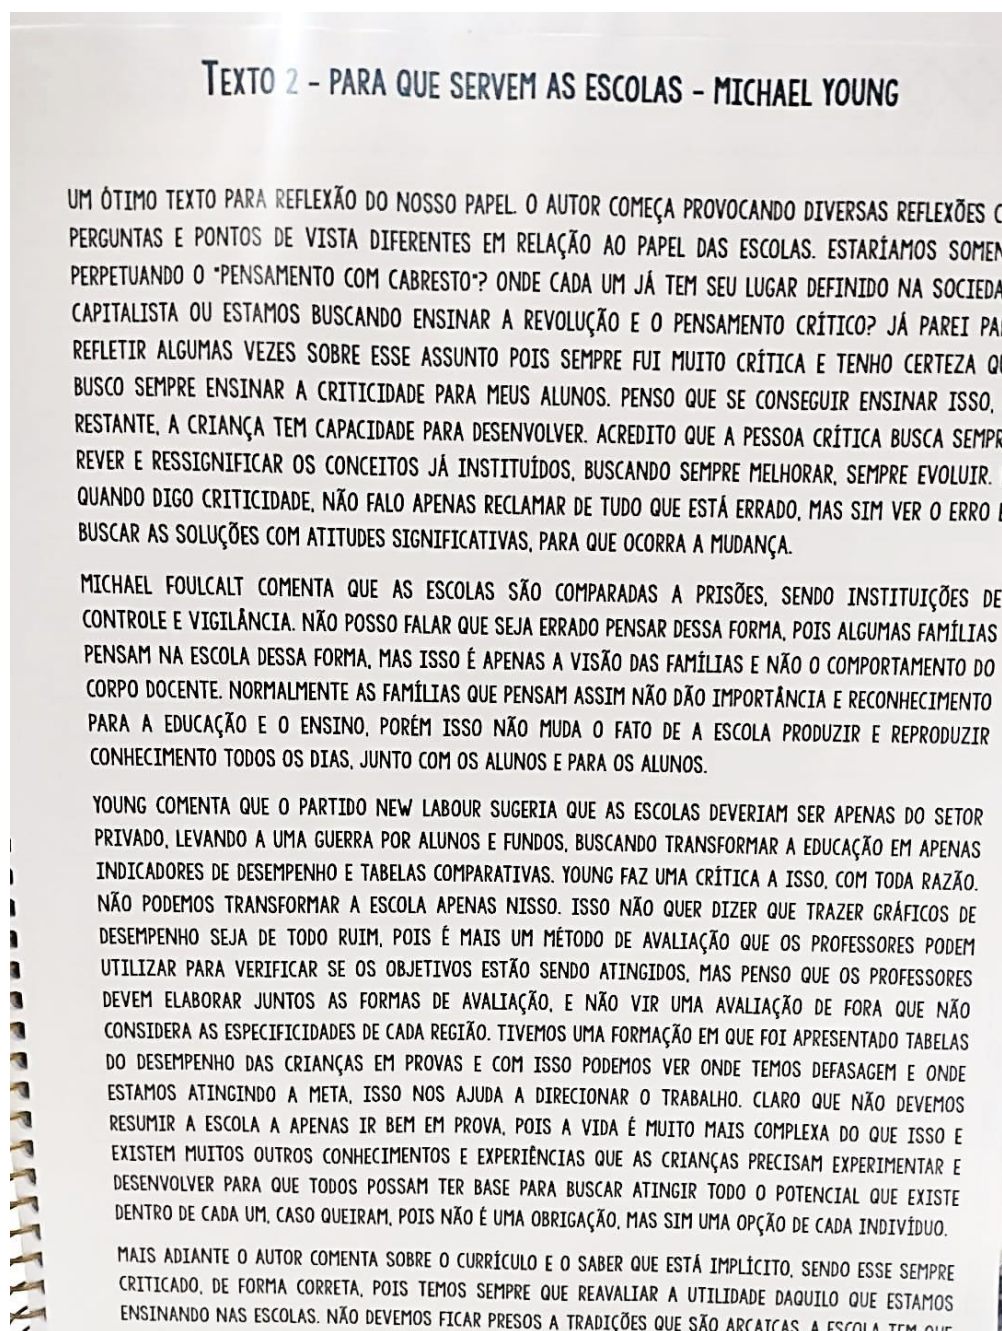 TEXTO 2 - PARA QUE SERVEM AS ESCOLAS - MICHAEL YOUNG
UM ÓTIMO TEXTO PARA REFLEXÃO DO NOSSO PAPEL. O AUTOR COMEÇA PROVOCANDO DIVERSAS REFLEXÕES
PERGUNTAS E PONTOS DE VISTA DIFERENTES EM RELAÇÃO AO PAPEL DAS ESCOLAS. ESTARÍAMOS SOMEN
PERPETUANDO O "PENSAMENTO COM CABRESTO"? ONDE CADA UM JÁ TEM SEU LUGAR DEFINIDO NA SOCIEDA
CAPITALISTA OU ESTAMOS BUSCANDO ENSINAR A REVOLUÇÃO E O PENSAMENTO CRÍTICO? JÁ PAREI PA
REFLETIR ALGUMAS VEZES SOBRE ESSE ASSUNTO POIS SEMPRE FUI MUITO CRÍTICA E TENHO CERTEZA QU
BUSCO SEMPRE ENSINAR A CRITICIDADE PARA MEUS ALUNOS. PENSO QUE SE CONSEGUIR ENSINAR ISSO,
RESTANTE, A CRIANÇA TEM CAPACIDADE PARA DESENVOLVER. ACREDITO QUE A PESSOA CRÍTICA BUSCA SEMPR
REVER E RESSIGNIFICAR OS CONCEITOS JÁ INSTITUÍDOS, BUSCANDO SEMPRE MELHORAR, SEMPRE EVOLUIR.
QUANDO DIGO CRITICIDADE, NÃO FALO APENAS RECLAMAR DE TUDO QUE ESTÁ ERRADO, MAS SIM VER O ERRO E
BUSCAR AS SOLUÇÕES COM ATITUDES SIGNIFICATIVAS, PARA QUE OCORRA A MUDANÇA.
MICHAEL FOULCALT COMENTA QUE AS ESCOLAS SÃO COMPARADAS A PRISÕES, SENDO INSTITUIÇÕES DE
CONTROLE E VIGILÂNCIA. NÃO POSSO FALAR QUE SEJA ERRADO PENSAR DESSA FORMA, POIS ALGUMAS FAMÍLIAS
PENSAM NA ESCOLA DESSA FORMA, MAS ISSO É APENAS A VISÃO DAS FAMÍLIAS E NÃO O COMPORTAMENTO DO
CORPO DOCENTE. NORMALMENTE AS FAMÍLIAS QUE PENSAM ASSIM NÃO DÃO IMPORTÂNCIA E RECONHECIMENTO
PARA A EDUCAÇÃO E O ENSINO, PORÉM ISSO NÃO MUDA O FATO DE A ESCOLA PRODUZIR E REPRODUZIR
CONHECIMENTO TODOS OS DIAS, JUNTO COM OS ALUNOS E PARA OS ALUNOS.
YOUNG COMENTA QUE O PARTIDO NEW LABOUR SUGERIA QUE AS ESCOLAS DEVERIAM SER APENAS DO SETOR
PRIVADO, LEVANDO A UMA GUERRA POR ALUNOS E FUNDOS, BUSCANDO TRANSFORMAR A EDUCAÇÃO EM APENAS
INDICADORES DE DESEMPENHO E TABELAS COMPARATIVAS. YOUNG FAZ UMA CRÍTICA A ISSO, COM TODA RAZÃO.
NÃO PODEMOS TRANSFORMAR A ESCOLA APENAS NISSO. ISSO NÃO QUER DIZER QUE TRAZER GRÁFICOS DE
DESEMPENHO SEJA DE TODO RUIM, POIS É MAIS UM MÉTODO DE AVALIAÇÃO QUE OS PROFESSORES PODEM
UTILIZAR PARA VERIFICAR SE OS OBJETIVOS ESTÃO SENDO ATINGIDOS, MAS PENSO QUE OS PROFESSORES
DEVEM ELABORAR JUNTOS AS FORMAS DE AVALIAÇÃO, E NÃO VIR UMA AVALIAÇÃO DE FORA QUE NÃO
CONSIDERA AS ESPECIFICIDADES DE CADA REGIÃO. TIVEMOS UMA FORMAÇÃO EM QUE FOI APRESENTADO TABELAS
DO DESEMPENHO DAS CRIANÇAS EM PROVAS E COM ISSO PODEMOS VER ONDE TEMOS DEFASAGEM E ONDE
ESTAMOS ATINGINDO A META, ISSO NOS AJUDA A DIRECIONAR O TRABALHO. CLARO QUE NÃO DEVEMOS
RESUMIR A ESCOLA A APENAS IR BEM EM PROVA, POIS A VIDA É MUITO MAIS COMPLEXA DO QUE ISSO E
EXISTEM MUITOS OUTROS CONHECIMENTOS E EXPERIÊNCIAS QUE AS CRIANÇAS PRECISAM EXPERIMENTAR E
DESENVOLVER PARA QUE TODOS POSSAM TER BASE PARA BUSCAR ATINGIR TODO O POTENCIAL QUE EXISTE
DENTRO DE CADA UM, CASO QUEIRAM, POIS NÃO É UMA OBRIGAÇÃO, MAS SIM UMA OPÇÃO DE CADA INDIVÍDUO.
MAIS ADIANTE O AUTOR COMENTA SOBRE O CURRÍCULO E O SABER QUE ESTÁ IMPLÍCITO, SENDO ESSE SEMPRE
CRITICADO, DE FORMA CORRETA, POIS TEMOS SEMPRE QUE REAVALIAR A UTILIDADE DAQUILO QUE ESTAMOS
ENSINANDO NAS ESCOLAS. NÃO DEVEMOS FICAR PRESOS A TRADIÇÕES QUE SÃO ARCAICAS. A ESCOLA TEM QUE